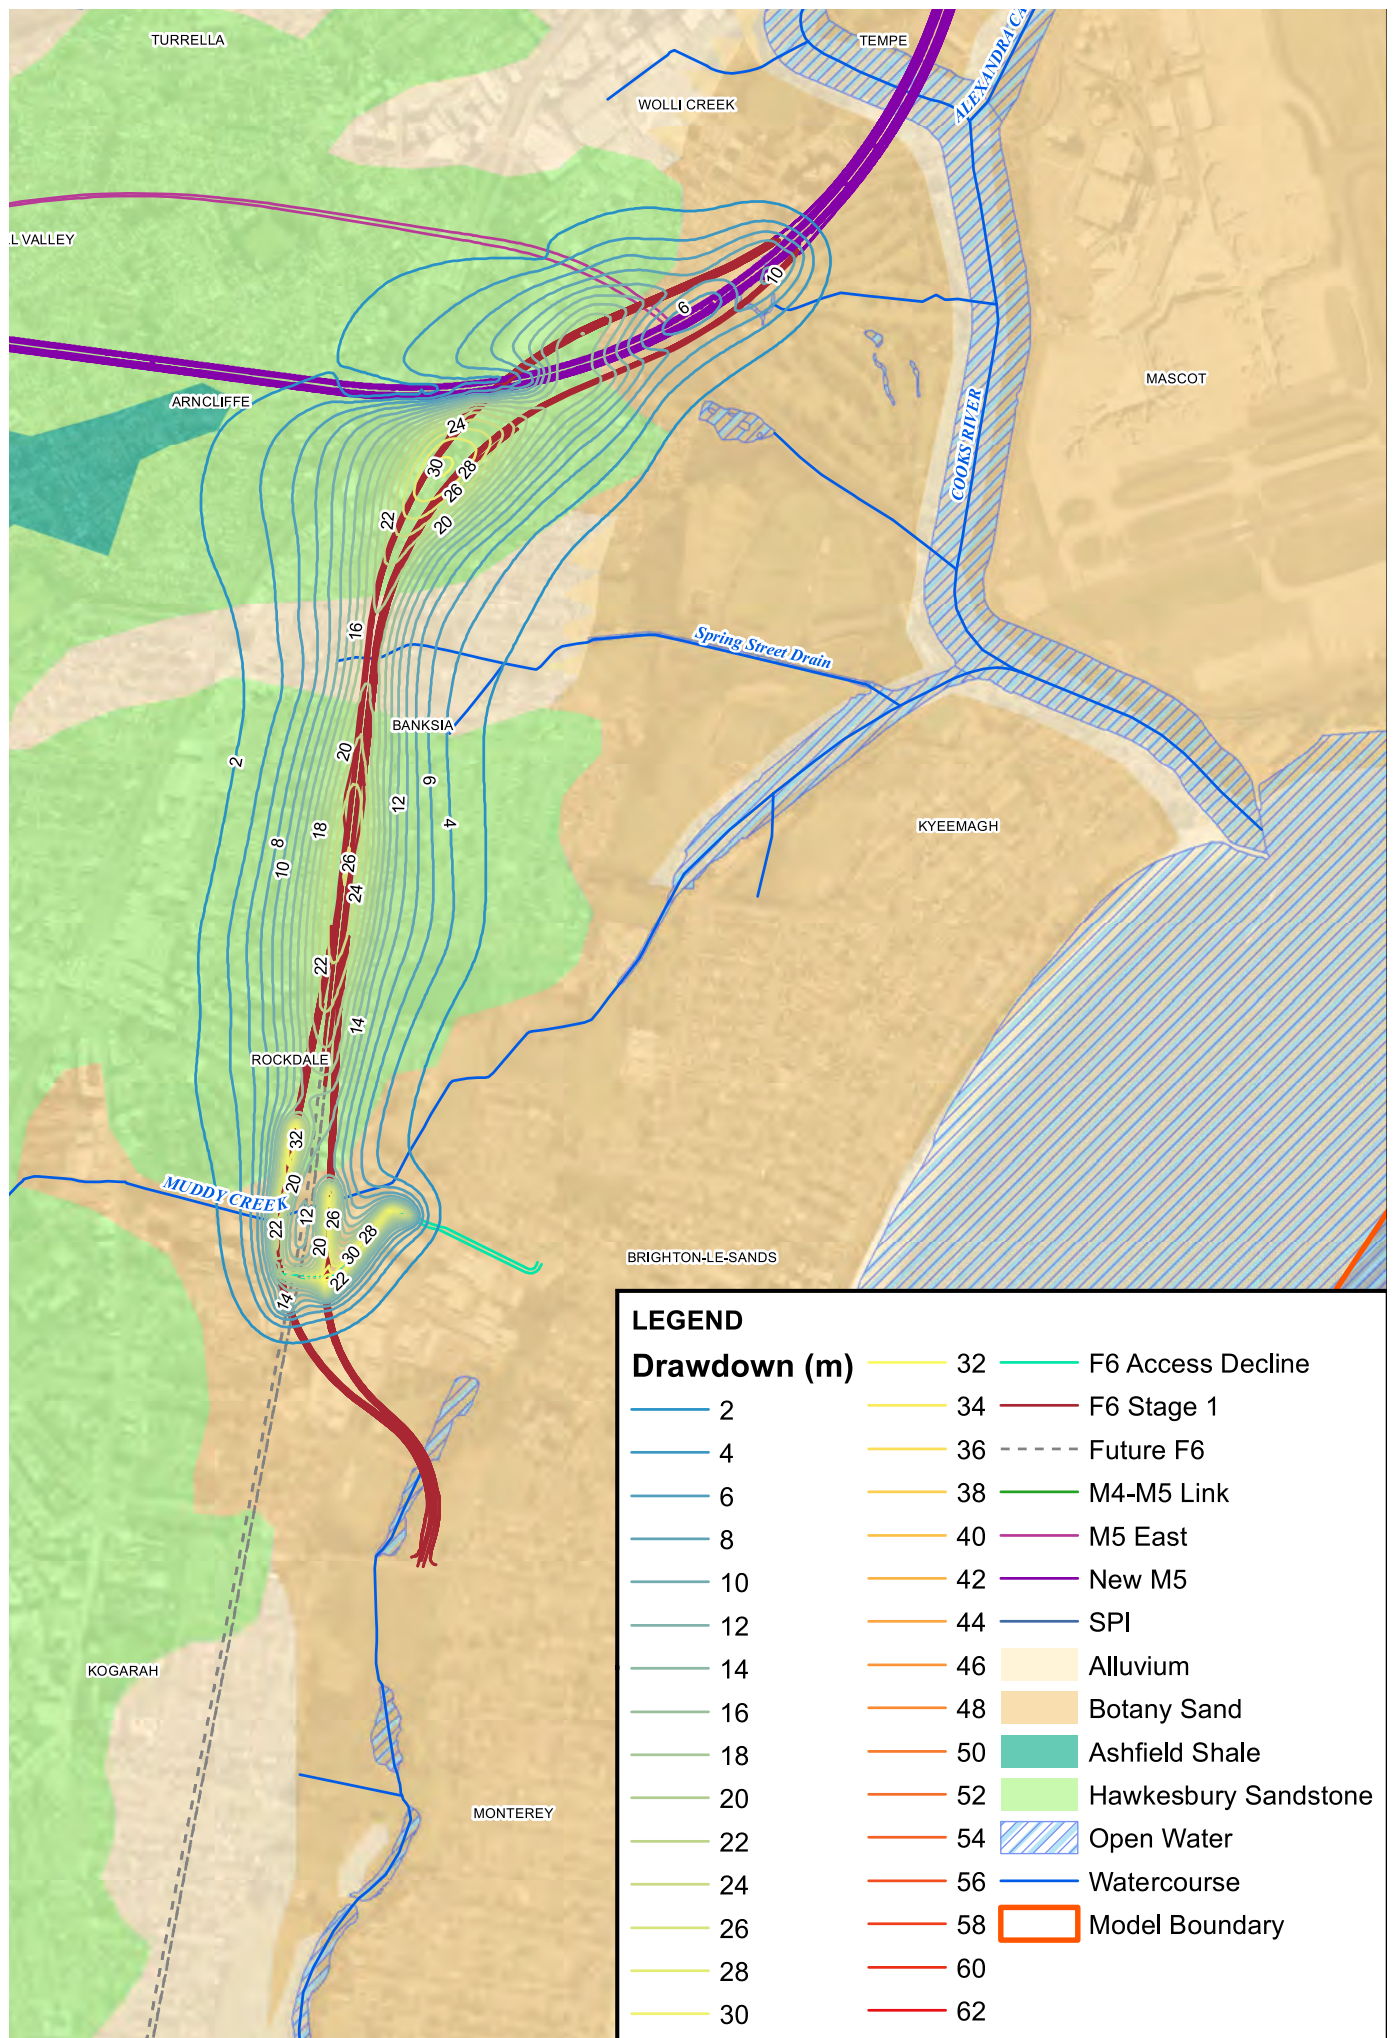 TURRELLA
TEMPE
ALEXANDRA CA
WOLLI CREEK
L VALLEY
10
6
MASCOT
ARNCLIFFE
24
30
28
26
22
20
COOKS RIVER
16
Spring Street Drain
BANKSIA
20
2
6
12
4
18
8
10
26
24
KYEEMAGH
22
14
ROCKDALE
32
20
MUDDY CREEK
12
26
22
20
28
30
22
14
BRIGHTON-LE-SANDS
KOGARAH
MONTEREY
LEGEND
Drawdown (m)
2
4
6
8
10
12
14
16
18
20
22
24
26
28
30
32
34
36
38
40
42
44
46
48
50
52
54
56
58
60
62
F6 Access Decline
F6 Stage 1
Future F6
M4-M5 Link
M5 East
New M5
SPI
Alluvium
Botany Sand
Ashfield Shale
Hawkesbury Sandstone
Open Water
Watercourse
Model Boundary